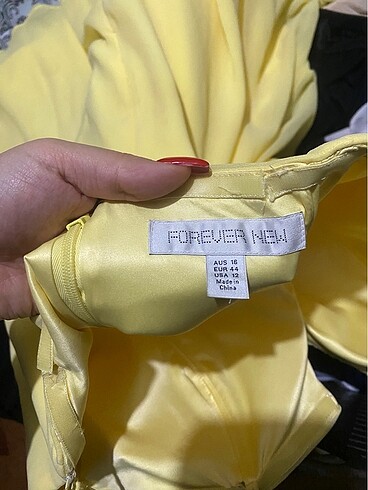 FOREVER NEW
AUS 16
EUR 44
USA 12
Made in
China